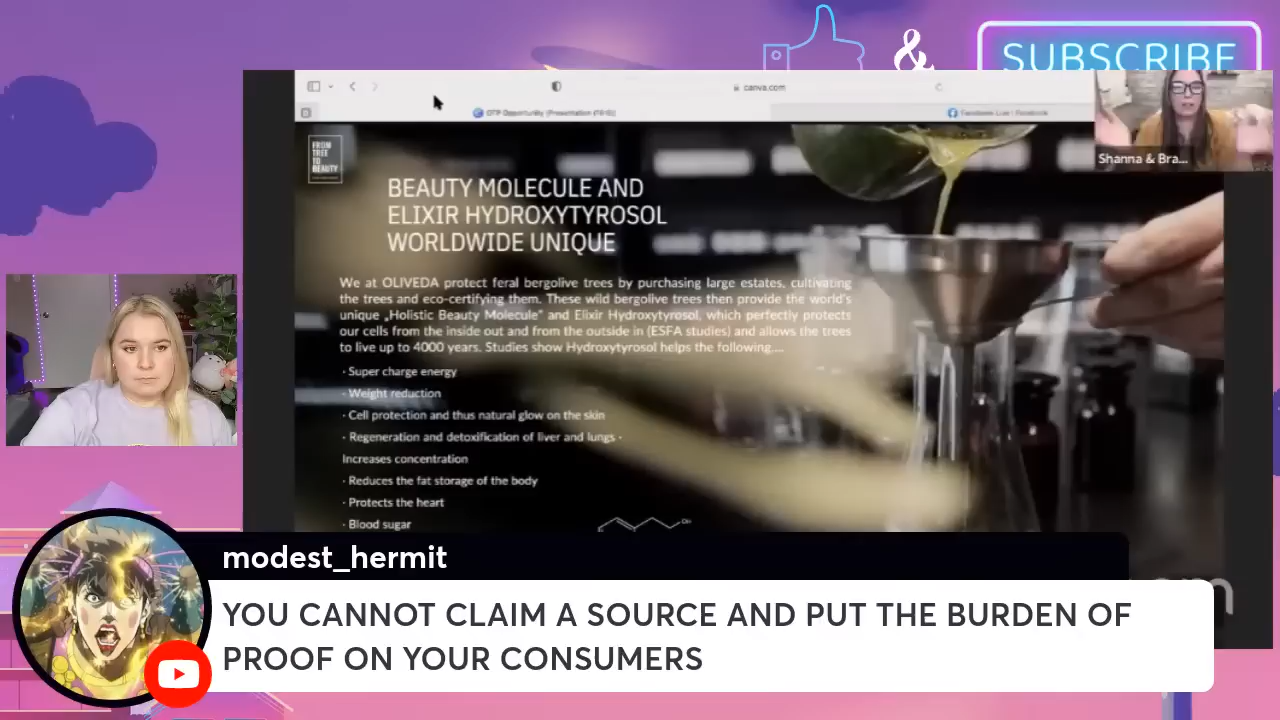 &
SUBSCRIBE
canva.com
OTP Opportunity (Presentation (16:9))
Facebook Live | Facebook
Shanna & Bra...
FROM
TREE
TO
BEAUTY
BEAUTY MOLECULE AND
ELIXIR HYDROXYTYROSOL
WORLDWIDE UNIQUE
We at OLIVEDA protect feral bergolive trees by purchasing large estates, cultivating
the trees and eco-certifying them. These wild bergolive trees then provide the world's
unique „Holistic Beauty Molecule" and Elixir Hydroxytyrosol, which perfectly protects
our cells from the inside out and from the outside in (ESFA studies) and allows the trees
to live up to 4000 years. Studies show Hydroxytyrosol helps the following....
· Super charge energy
· Weight reduction
· Cell protection and thus natural glow on the skin
· Regeneration and detoxification of liver and lungs ·
Increases concentration
· Reduces the fat storage of the body
· Protects the heart
· Blood sugar
OH
modest_hermit
YOU CANNOT CLAIM A SOURCE AND PUT THE BURDEN OF
PROOF ON YOUR CONSUMERS